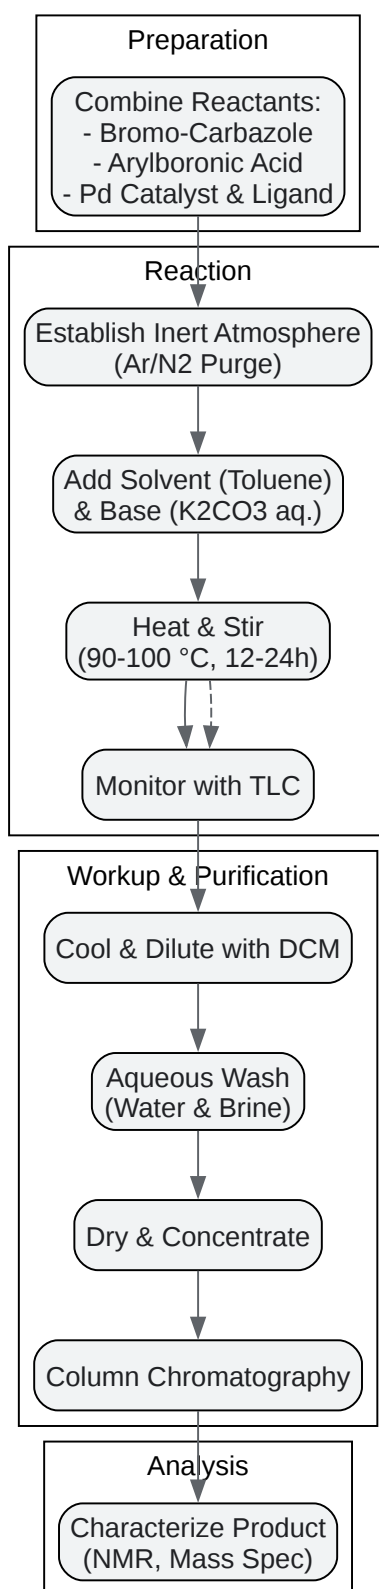 Preparation
Combine Reactants:
- Bromo-Carbazole
- Arylboronic Acid
- Pd Catalyst & Ligand
Reaction
Establish Inert Atmosphere
(Ar/N2 Purge)
Add Solvent (Toluene)
& Base (K2CO3 aq.)
Heat & Stir
(90-100 °C, 12-24h)
Monitor with TLC
Workup & Purification
Cool & Dilute with DCM
Aqueous Wash
(Water & Brine)
Dry & Concentrate
Column Chromatography
Analysis
Characterize Product
(NMR, Mass Spec)